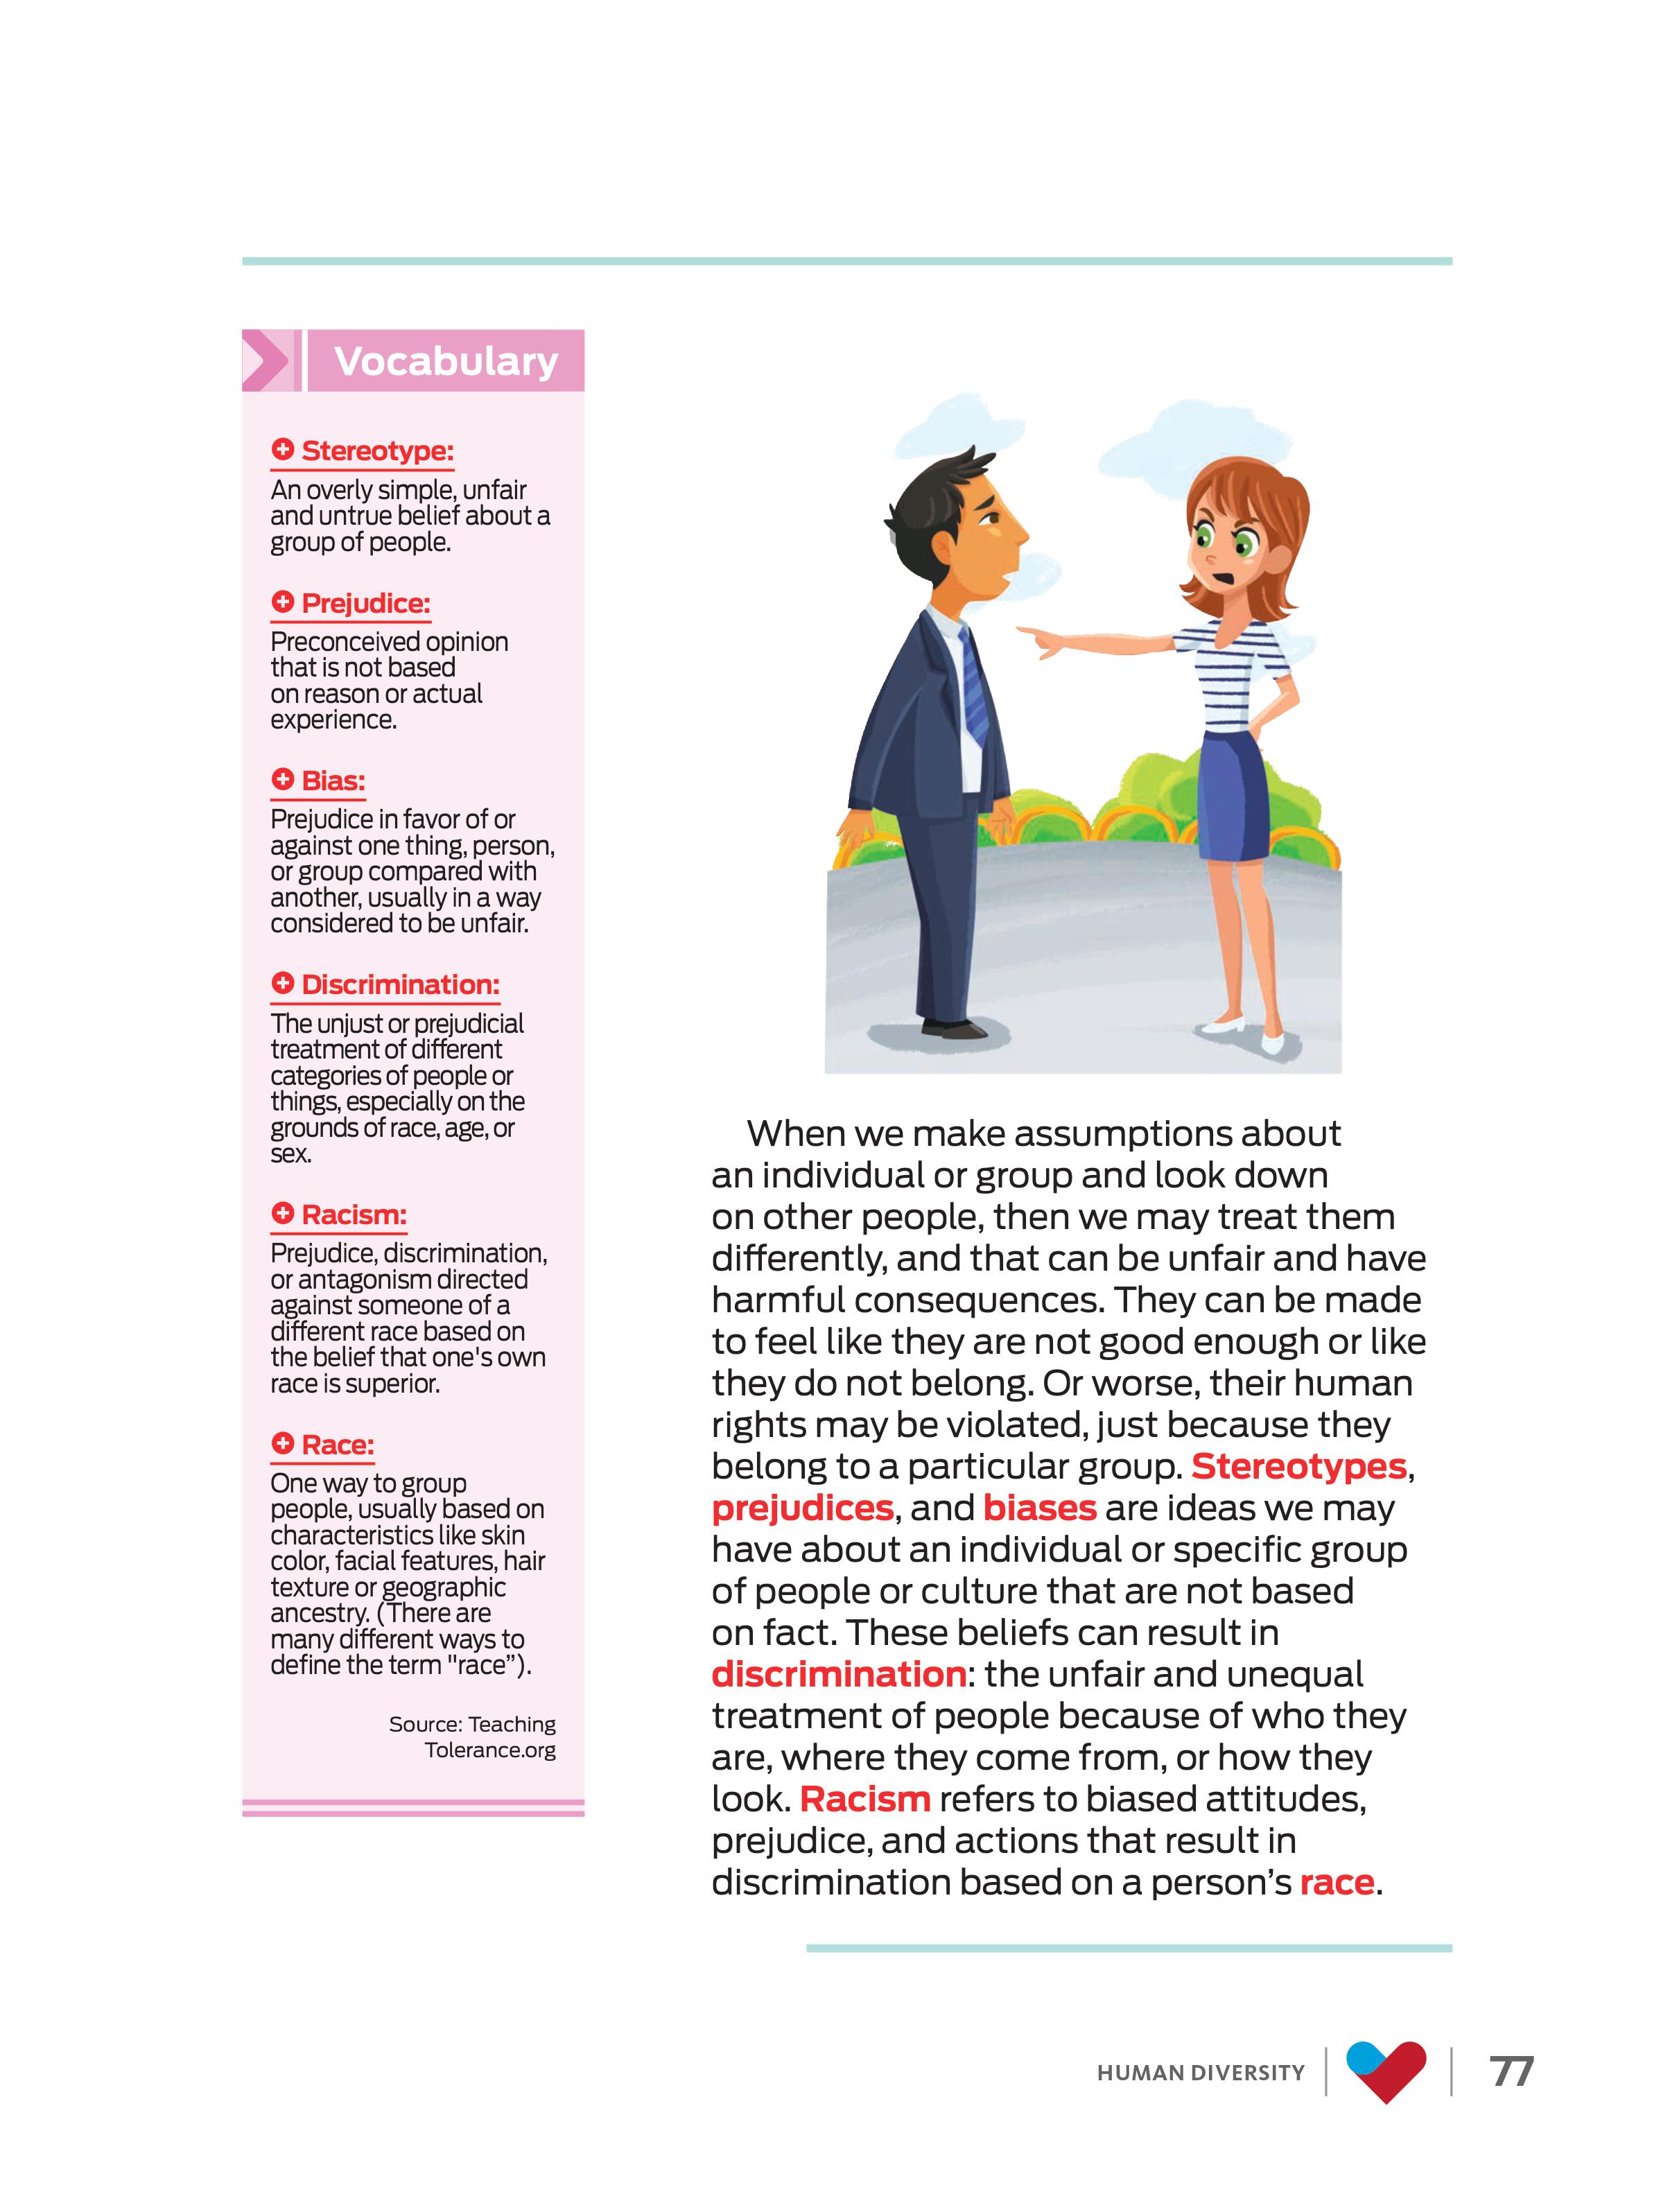 Vocabulary
Stereotype:
An overly simple, unfair
and untrue belief about a
group of people.
Prejudice:
Preconceived opinion
that is not based
on reason or actual
experience.
Bias:
Prejudice in favor of or
against one thing, person,
or group compared with
another, usually in a way
considered to be unfair.
Discrimination:
The unjust or prejudicial
treatment of different
categories of people or
things, especially on the
grounds of race, age, or
sex.
Racism:
Prejudice, discrimination,
or antagonism directed
against someone of a
different race based on
the belief that one's own
race is superior.
Race:
One way to group
people, usually based on
characteristics like skin
color, facial features, hair
texture or geographic
ancestry. (There are
many different ways to
define the term "race”).
Source: Teaching
Tolerance.org
When we make assumptions about
an individual or group and look down
on other people, then we may treat them
differently, and that can be unfair and have
harmful consequences. They can be made
to feel like they are not good enough or like
they do not belong. Or worse, their human
rights may be violated, just because they
belong to a particular group. Stereotypes,
prejudices, and biases are ideas we may
have about an individual or specific group
of people or culture that are not based
on fact. These beliefs can result in
discrimination: the unfair and unequal
treatment of people because of who they
are, where they come from, or how they
look. Racism refers to biased attitudes,
prejudice, and actions that result in
discrimination based on a person’s race.
HUMAN DIVERSITY
77